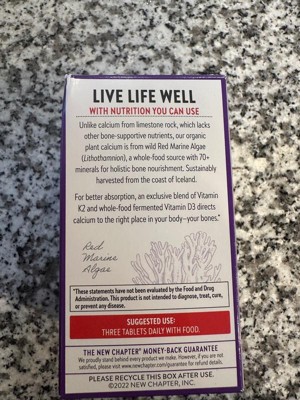 LIVE LIFE WELL
WITH NUTRITION YOU CAN USE
Unlike calcium from limestone rock, which lacks
other bone-supportive nutrients, our organic
plant calcium is from wild Red Marine Algae
(Lithothamnion), a whole-food source with 70+
minerals for holistic bone nourishment. Sustainably
harvested from the coast of Iceland.
For better absorption, an exclusive blend of Vitamin
K2 and whole-food fermented Vitamin D3 directs
calcium to the right place in your body–your bones.*
Red
Marine
Algae
*These statements have not been evaluated by the Food and Drug
Administration. This product is not intended to diagnose, treat, cure,
or prevent any disease.
SUGGESTED USE:
THREE TABLETS DAILY WITH FOOD.
THE NEW CHAPTER® MONEY-BACK GUARANTEE
We proudly stand behind every product we make. However, if you are not
satisfied, please visit www.newchapter.com/guarantee for refund details.
PLEASE RECYCLE THIS BOX AFTER USE.
©2022 NEW CHAPTER, INC.